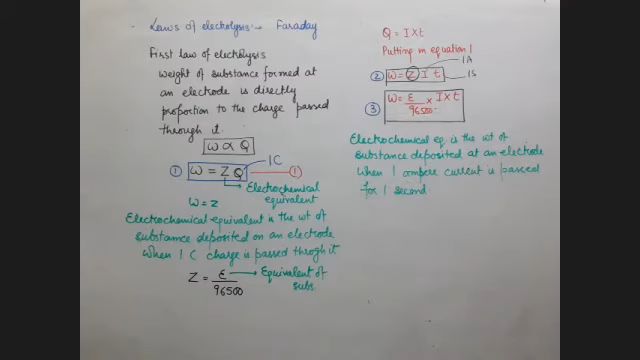 - Laws of electrolysis:- Faraday
First law of electrolysis
weight of substance formed at
an electrode is directly
proportion to the charge passed
through it.
W ∝ Q
① W = Z Q 1C ①
Electrochemical
equivalent
W = Z
Electrochemical equivalent is the wt of
substance deposited on an electrode
when 1 C charge is passed through it
Z = E/96500 → Equivalent of
subs.
Q = I × t
Putting in equation 1
1A
② W = Z I t 1S
③ W = E/96500 × I × t
Electrochemical eq. is the wt of
substance deposited at an electrode
when 1 ampere current is passed
for 1 second